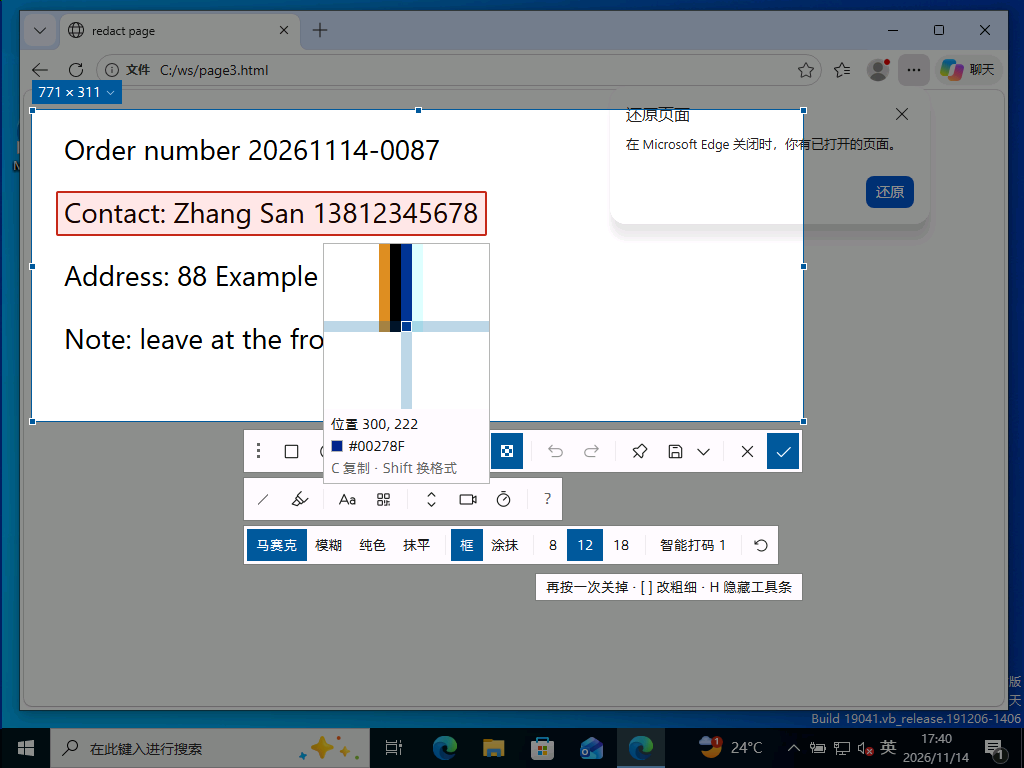 redact page
文件 C:/ws/page3.html
聊天
771 × 311
还原页面
在 Microsoft Edge 关闭时，你有已打开的页面。
还原
Order number 20261114-0087
Contact: Zhang San 13812345678
Address: 88 Example
Note: leave at the fro
位置 300, 222
#00278F
C 复制 · Shift 换格式
Aa
?
马赛克 模糊 纯色 抹平 框 涂抹 8 12 18 智能打码 1
再按一次关掉 · [ ] 改粗细 · H 隐藏工具条
版
天
Build 19041.vb_release.191206-1406
在此键入进行搜索
1
24°C
英
17:40
2026/11/14
1